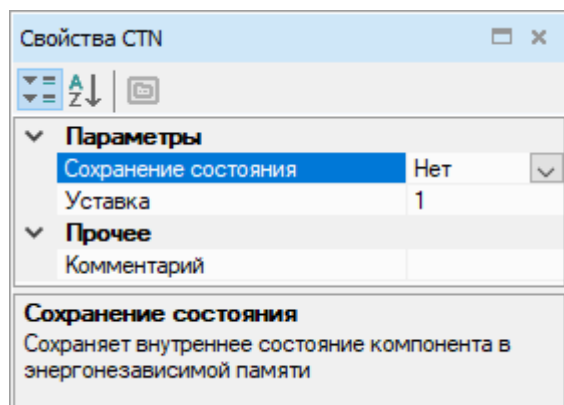 Свойства CTN
A
Z
Параметры
Сохранение состояния Нет
Уставка 1
Прочее
Комментарий
Сохранение состояния
Сохраняет внутреннее состояние компонента в
энергонезависимой памяти